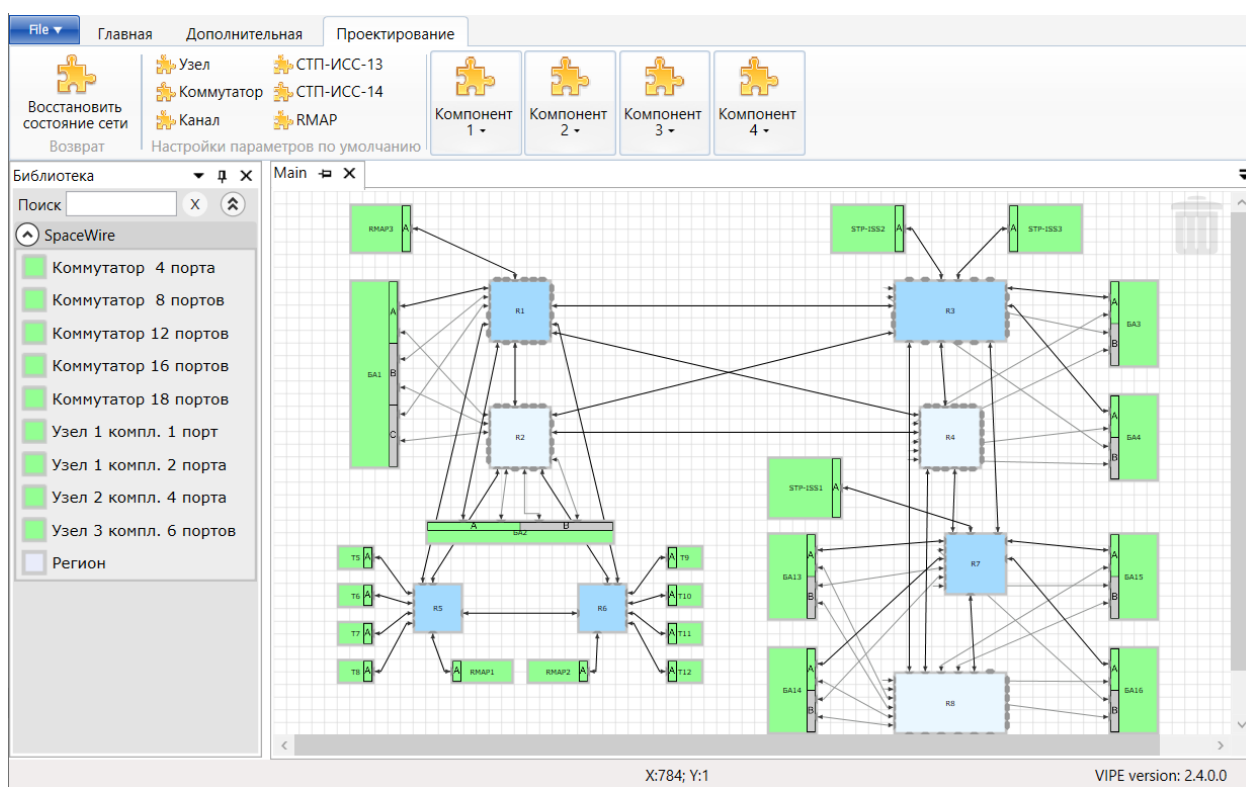 File Главная Дополнительная Проектирование
Узел СТП-ИСС-13
Коммутатор СТП-ИСС-14
Канал RMAP
Восстановить
состояние сети
Компонент
1
Компонент
2
Компонент
3
Компонент
4
Возврат Настройки параметров по умолчанию
Библиотека X
Main X
Поиск X
SpaceWire
Коммутатор 4 порта
Коммутатор 8 портов
Коммутатор 12 портов
Коммутатор 16 портов
Коммутатор 18 портов
Узел 1 компл. 1 порт
Узел 1 компл. 2 порта
Узел 2 компл. 4 порта
Узел 3 компл. 6 портов
Регион
RMAP3 A
STP-ISS2 A
A STP-ISS3
R1
R3
БА1 A B C
A B БА3
R2
R4
A B БА4
STP-ISS1 A
A B
БА2
T5 A
T6 A
T7 A
T8 A
R5
R6
A T9
A T10
A T11
A T12
A RMAP1
RMAP2 A
R7
БА13 A B
A B БА15
БА14 A B
R8
A B БА16
X:784; Y:1
VIPE version: 2.4.0.0